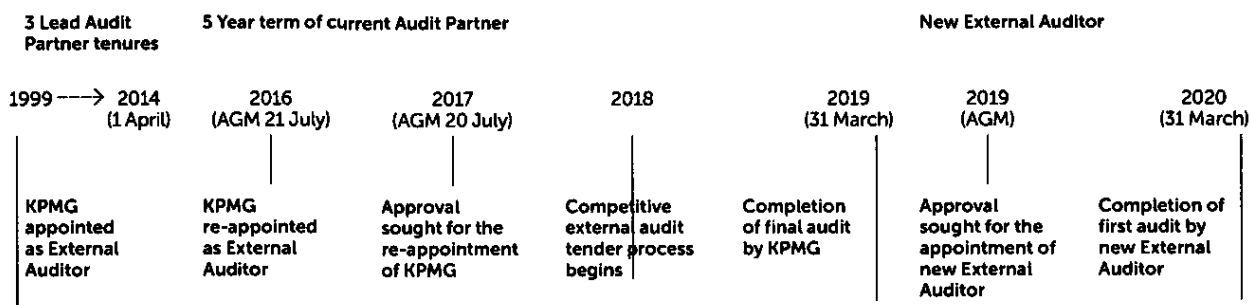 3 Lead Audit
Partner tenures
5 Year term of current Audit Partner
New External Auditor
1999 ----> 2014
(1 April)
2016
(AGM 21 July)
2017
(AGM 20 July)
2018
2019
(31 March)
2019
(AGM)
2020
(31 March)
KPMG
appointed
as External
Auditor
KPMG
re-appointed
as External
Auditor
Approval
sought for the
re-appointment
of KPMG
Competitive
external audit
tender process
begins
Completion
of final audit
by KPMG
Approval
sought for the
appointment of
new External
Auditor
Completion of
first audit by
new External
Auditor